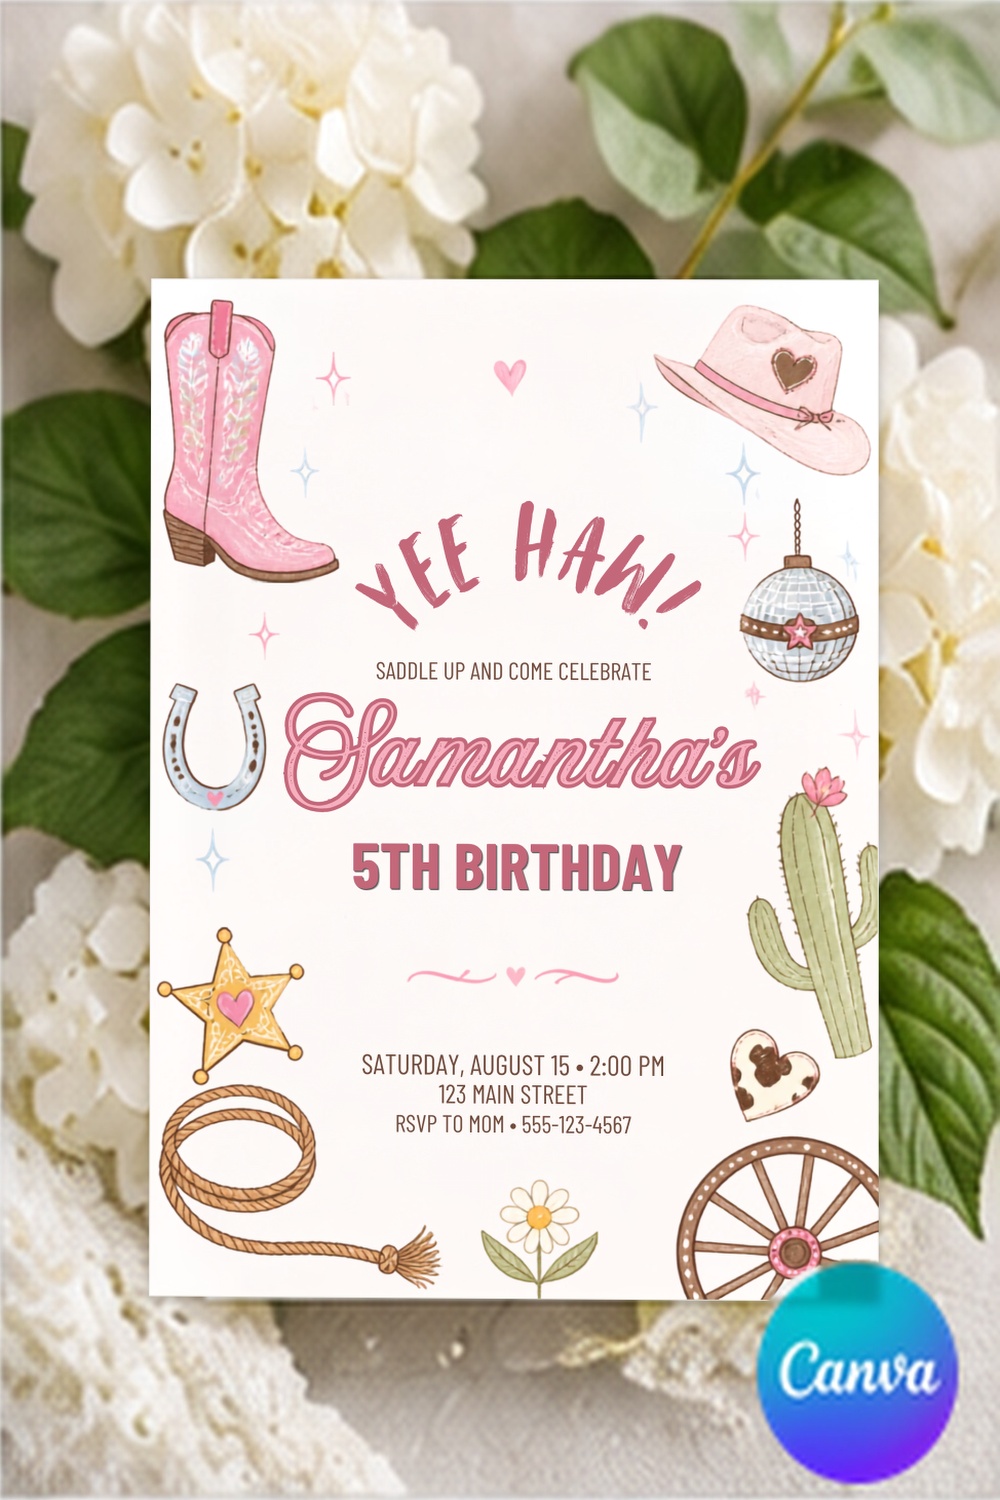 YEE HAW!
SADDLE UP AND COME CELEBRATE
Samantha's
5TH BIRTHDAY
SATURDAY, AUGUST 15 • 2:00 PM
123 MAIN STREET
RSVP TO MOM • 555-123-4567
Canva